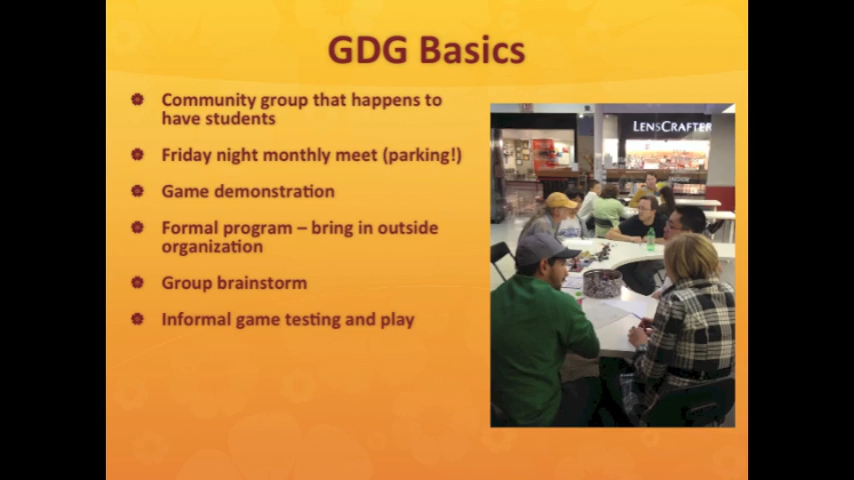 GDG Basics
Community group that happens to
have students
Friday night monthly meet (parking!)
Game demonstration
Formal program – bring in outside
organization
Group brainstorm
Informal game testing and play
LENSCRAFTER